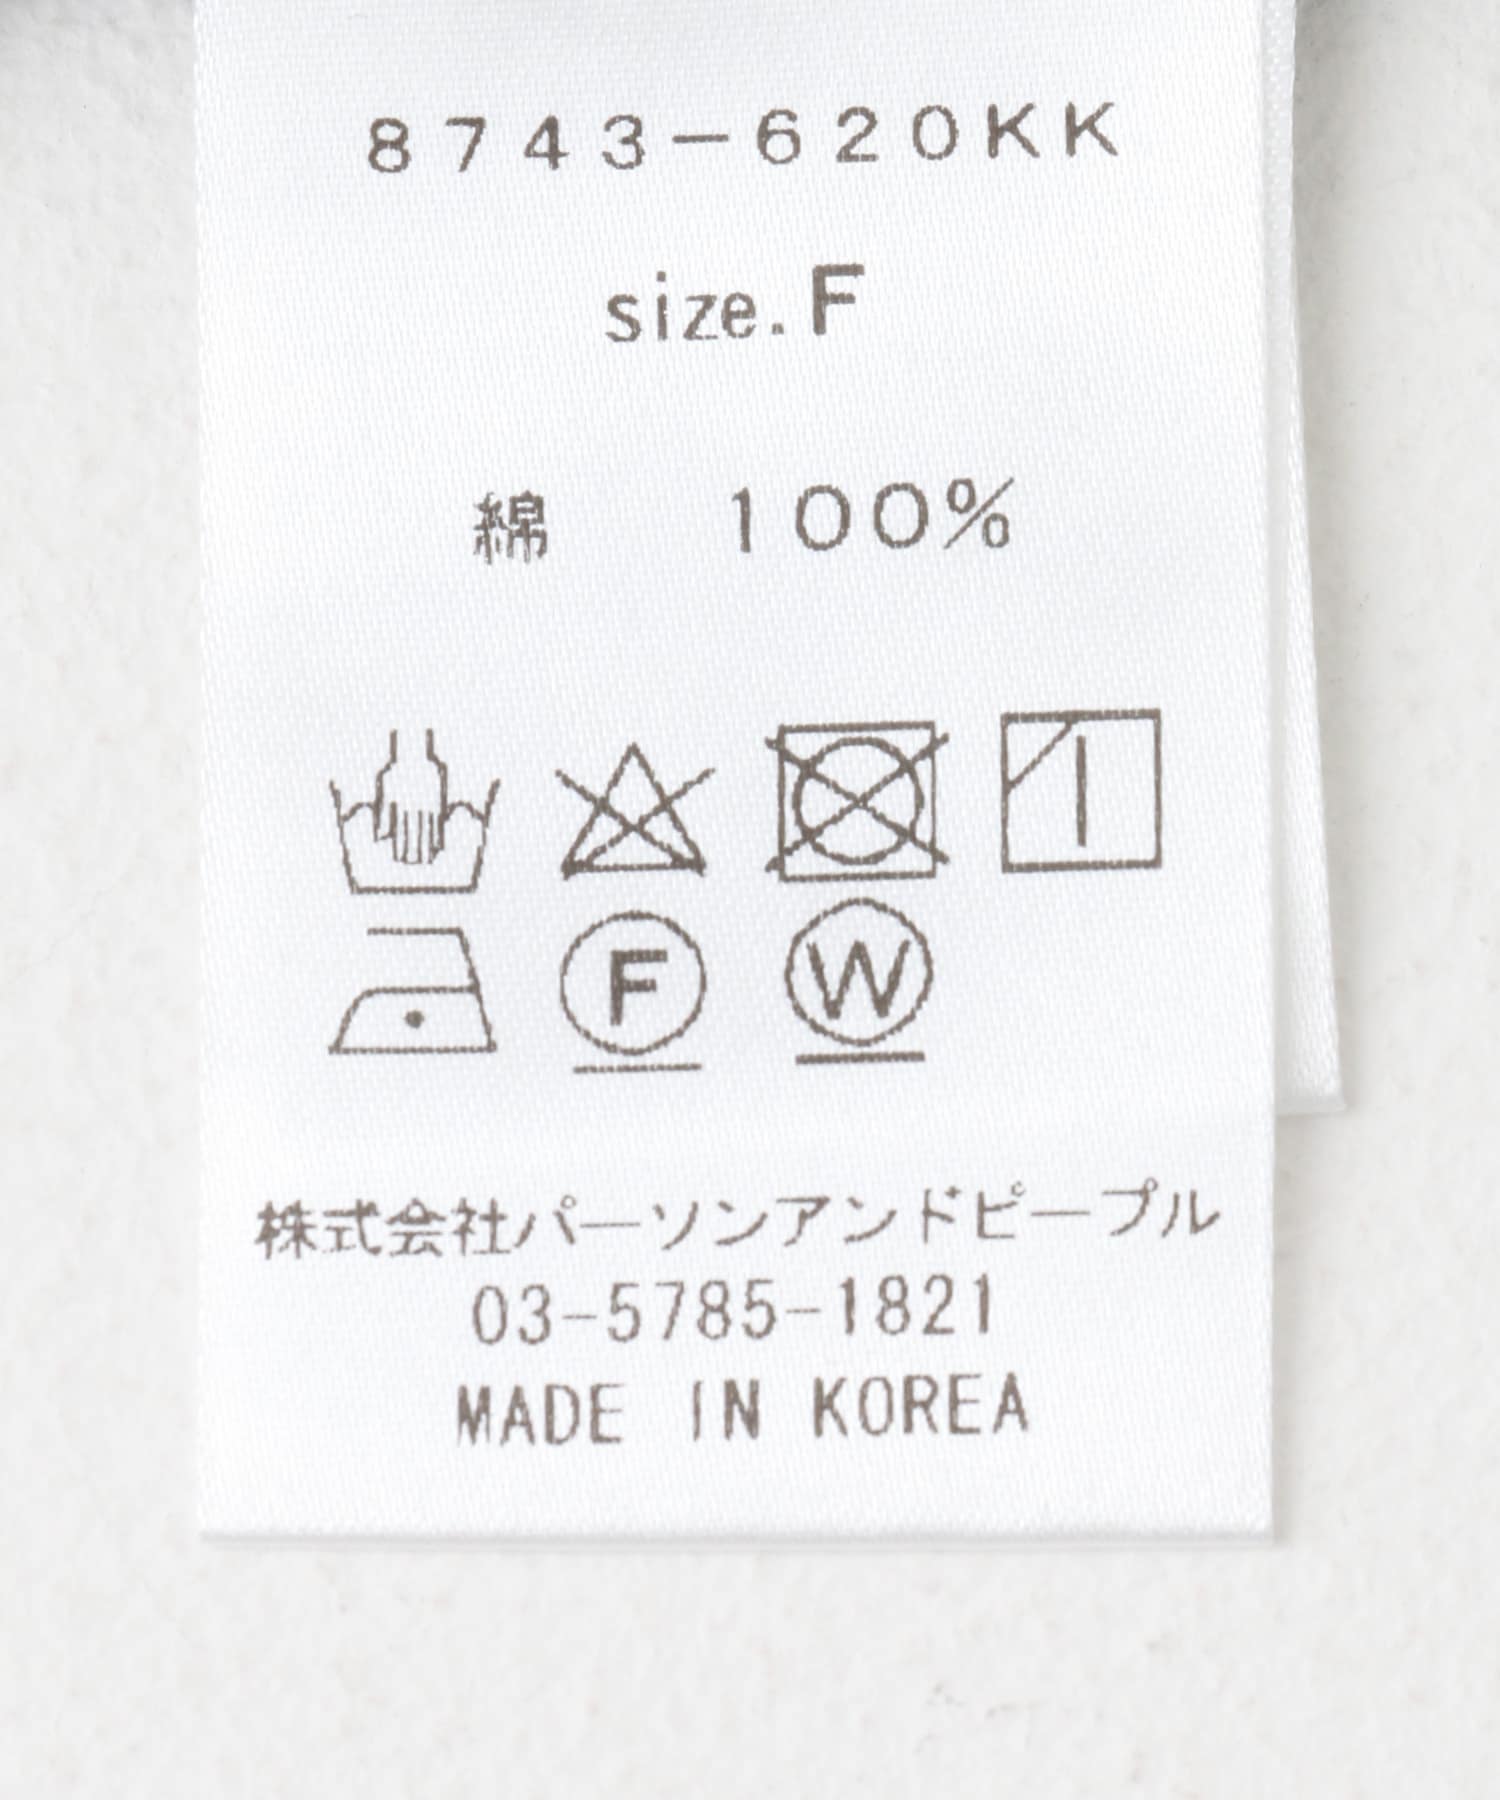 8743-620KK
size.F
綿 100%
F W
株式会社パーソンアンドピープル
03-5785-1821
MADE IN KOREA